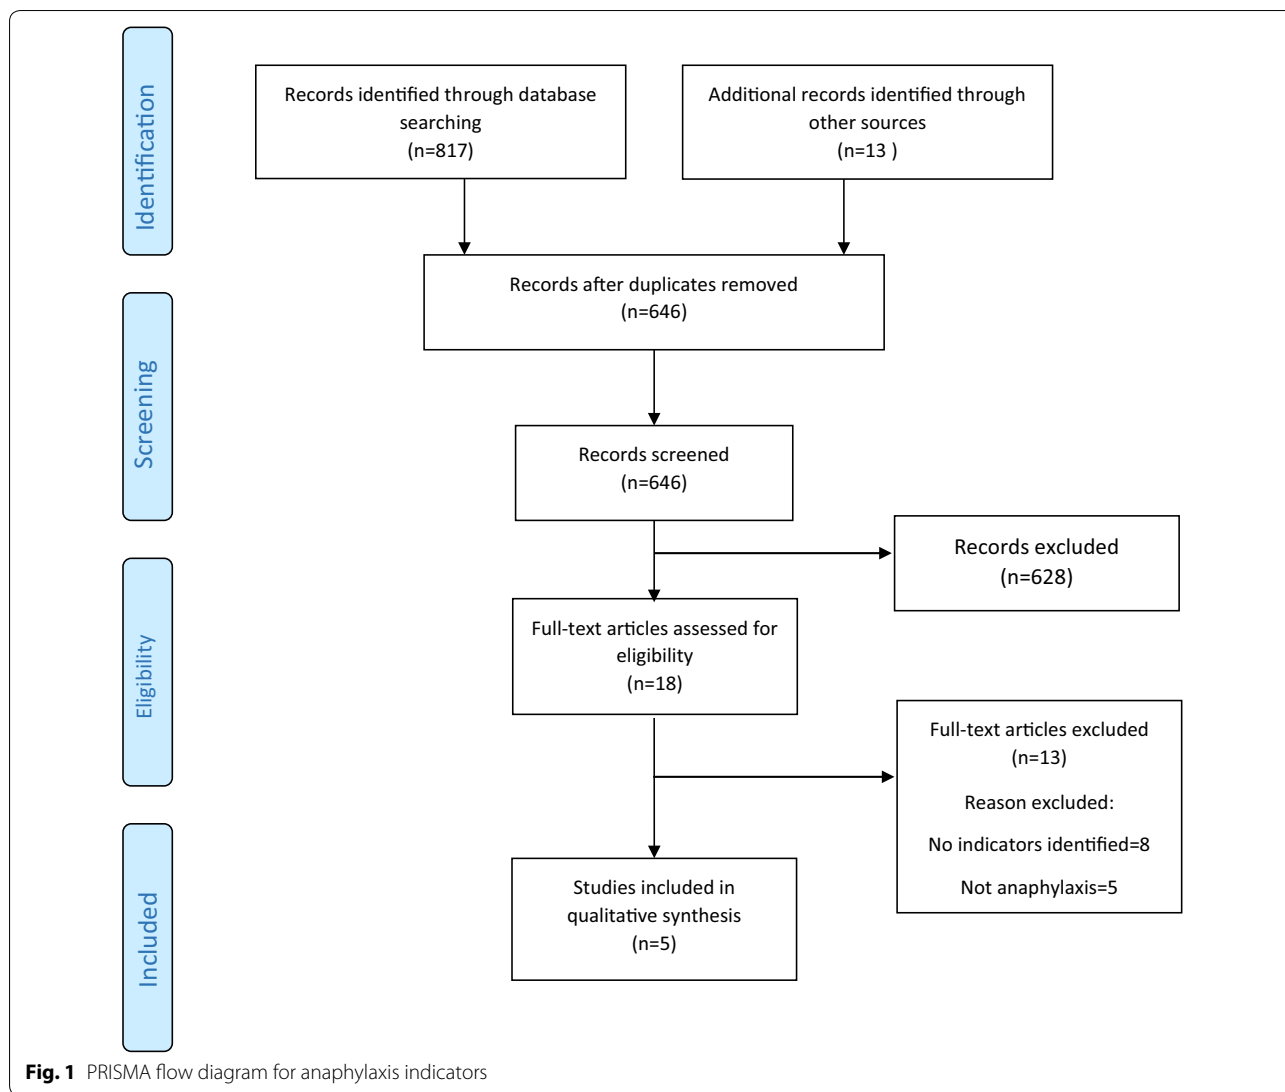 Identification
Records identified through database
searching
(n=817)
Additional records identified through
other sources
(n=13 )
Records after duplicates removed
(n=646)
Screening
Records screened
(n=646)
Records excluded
(n=628)
Eligibility
Full-text articles assessed for
eligibility
(n=18)
Full-text articles excluded
(n=13)
Reason excluded:
No indicators identified=8
Not anaphylaxis=5
Included
Studies included in
qualitative synthesis
(n=5)
Fig. 1 PRISMA flow diagram for anaphylaxis indicators